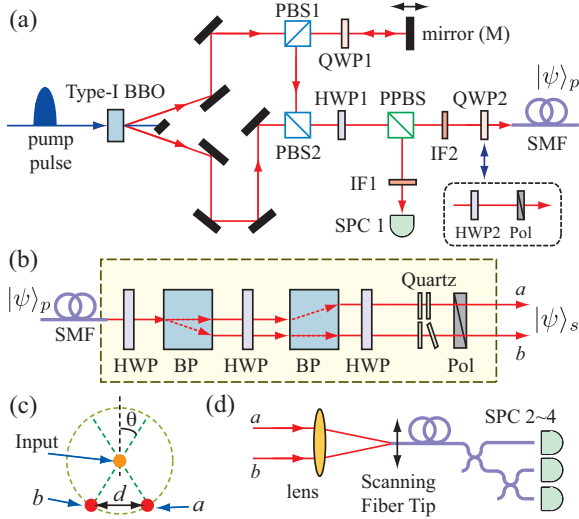 (a)
PBS1
QWP1
mirror (M)
Type-I BBO
pump
pulse
PBS2
HWP1
PPBS
QWP2
|ψ⟩p
IF2
SMF
IF1
SPC 1
HWP2
Pol
(b)
|ψ⟩p
SMF
HWP
BP
HWP
BP
HWP
Quartz
Pol
a
b
|ψ⟩s
(c)
θ
Input
b
d
a
(d)
a
b
lens
Scanning
Fiber Tip
SPC 2~4